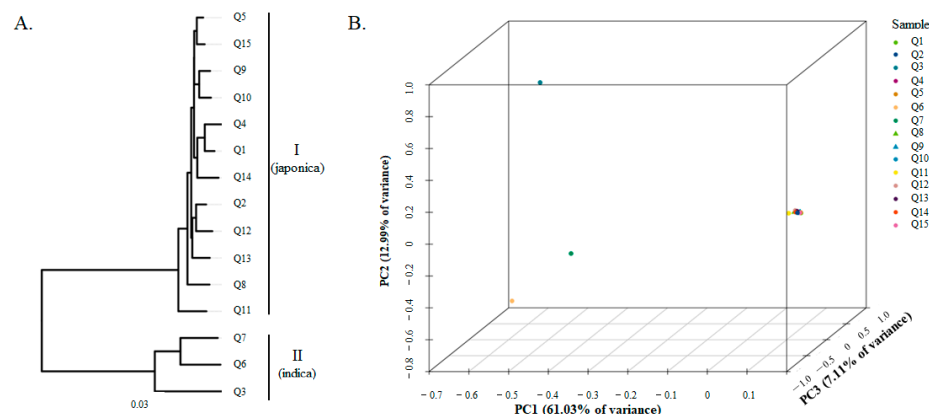 A.
Q5
Q15
Q9
Q10
Q4
Q1
Q14
Q2
Q12
Q13
Q8
Q11
Q7
Q6
Q3
I
(japonica)
II
(indica)
0.03
B.
PC2 (12.99% of variance)
1.0
0.8
0.6
0.4
0.2
0
−0.2
−0.4
−0.6
−0.8
−0.7
−0.6
−0.5
−0.4
−0.3
−0.2
−0.1
0
0.1
PC1 (61.03% of variance)
−1.0
−0.5
0
0.5
1.0
PC3 (7.11% of variance)
Sample
Q1
Q2
Q3
Q4
Q5
Q6
Q7
Q8
Q9
Q10
Q11
Q12
Q13
Q14
Q15